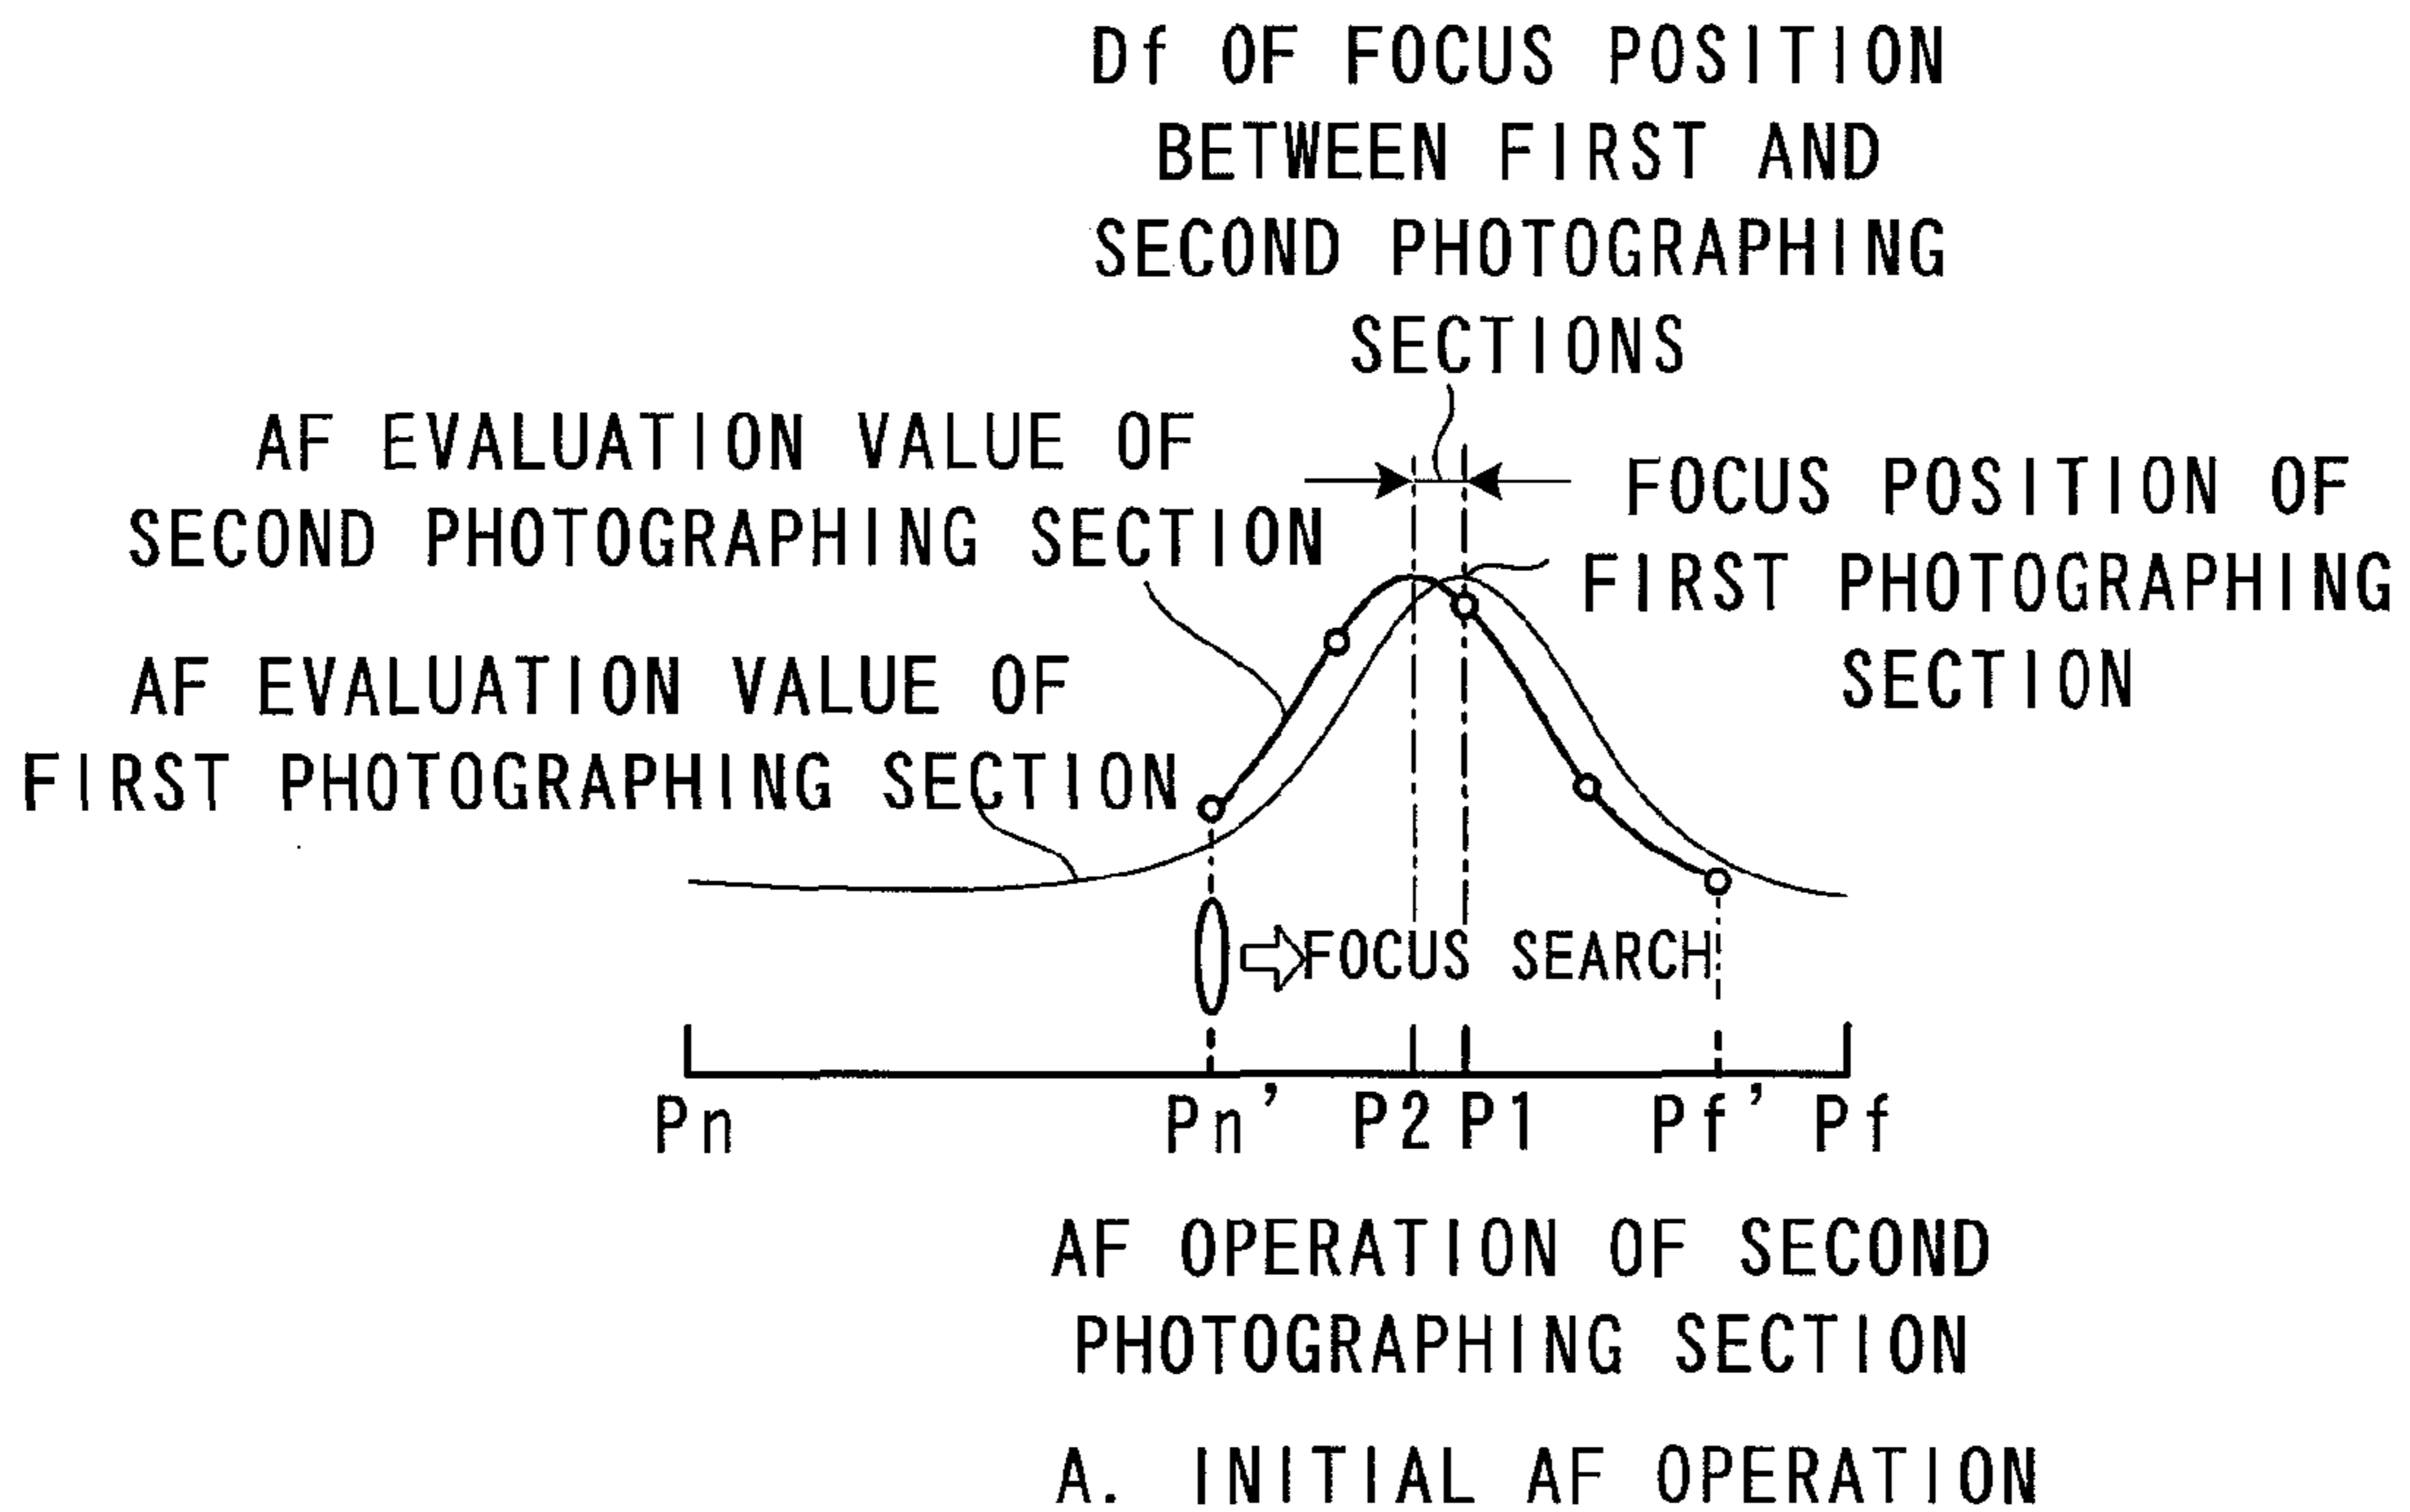 Df OF FOCUS POSITION
BETWEEN FIRST AND
SECOND PHOTOGRAPHING
SECTIONS
AF EVALUATION VALUE OF
SECOND PHOTOGRAPHING SECTION
FOCUS POSITION OF
FIRST PHOTOGRAPHING
SECTION
AF EVALUATION VALUE OF
FIRST PHOTOGRAPHING SECTION
FOCUS SEARCH
Pn Pn' P2 P1 Pf' Pf
AF OPERATION OF SECOND
PHOTOGRAPHING SECTION
A. INITIAL AF OPERATION